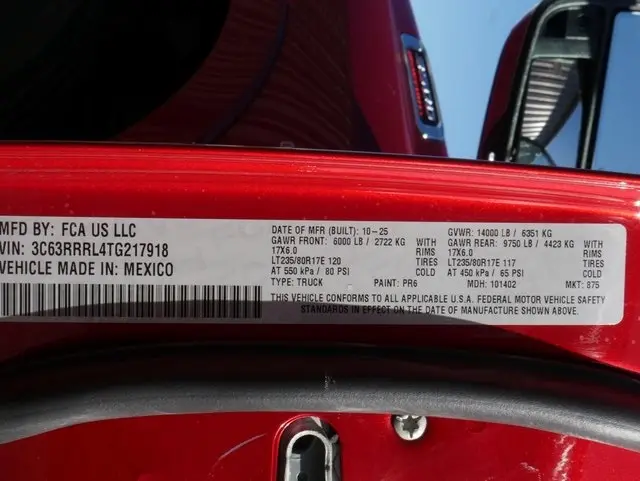 MFD BY: FCA US LLC
VIN: 3C63RRRL4TG217918
VEHICLE MADE IN: MEXICO
DATE OF MFR (BUILT): 10-25
GAWR FRONT: 6000 LB / 2722 KG WITH
17X6.0 RIMS
LT235/80R17E 120 TIRES
AT 550 kPa / 80 PSI COLD
TYPE: TRUCK PAINT: PR6
GVWR: 14000 LB / 6351 KG
GAWR REAR: 9750 LB / 4423 KG WITH
17X6.0 RIMS
LT235/80R17E 117 TIRES
AT 450 kPa / 65 PSI COLD
MDH: 101402 MKT: 875
THIS VEHICLE CONFORMS TO ALL APPLICABLE U.S.A. FEDERAL MOTOR VEHICLE SAFETY
STANDARDS IN EFFECT ON THE DATE OF MANUFACTURE SHOWN ABOVE.